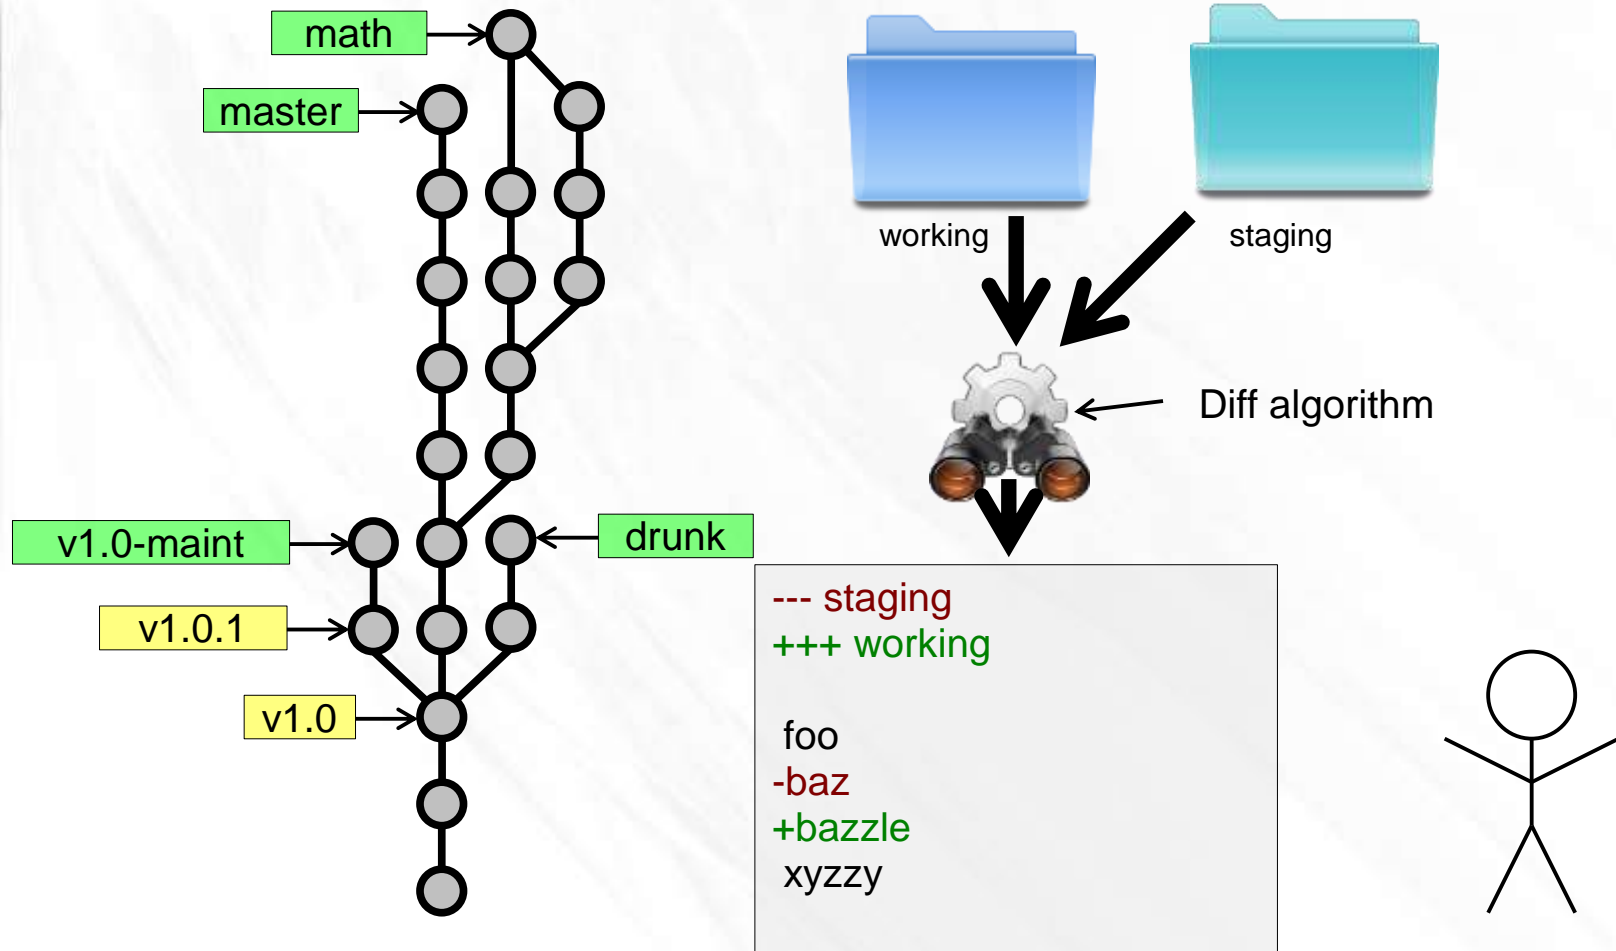 math
master
v1.0-maint
drunk
v1.0.1
v1.0
working
staging
Diff algorithm
--- staging
+++ working
foo
-baz
+bazzle
xyzzy